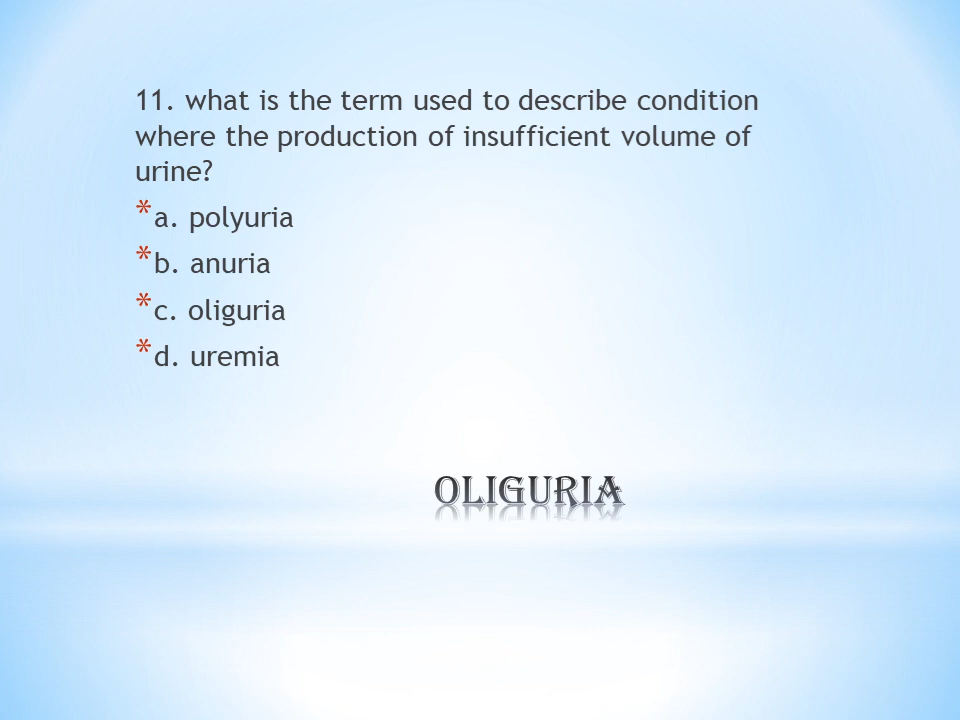 11. what is the term used to describe condition
where the production of insufficient volume of
urine?
* a. polyuria
* b. anuria
* c. oliguria
* d. uremia
OLIGURIA